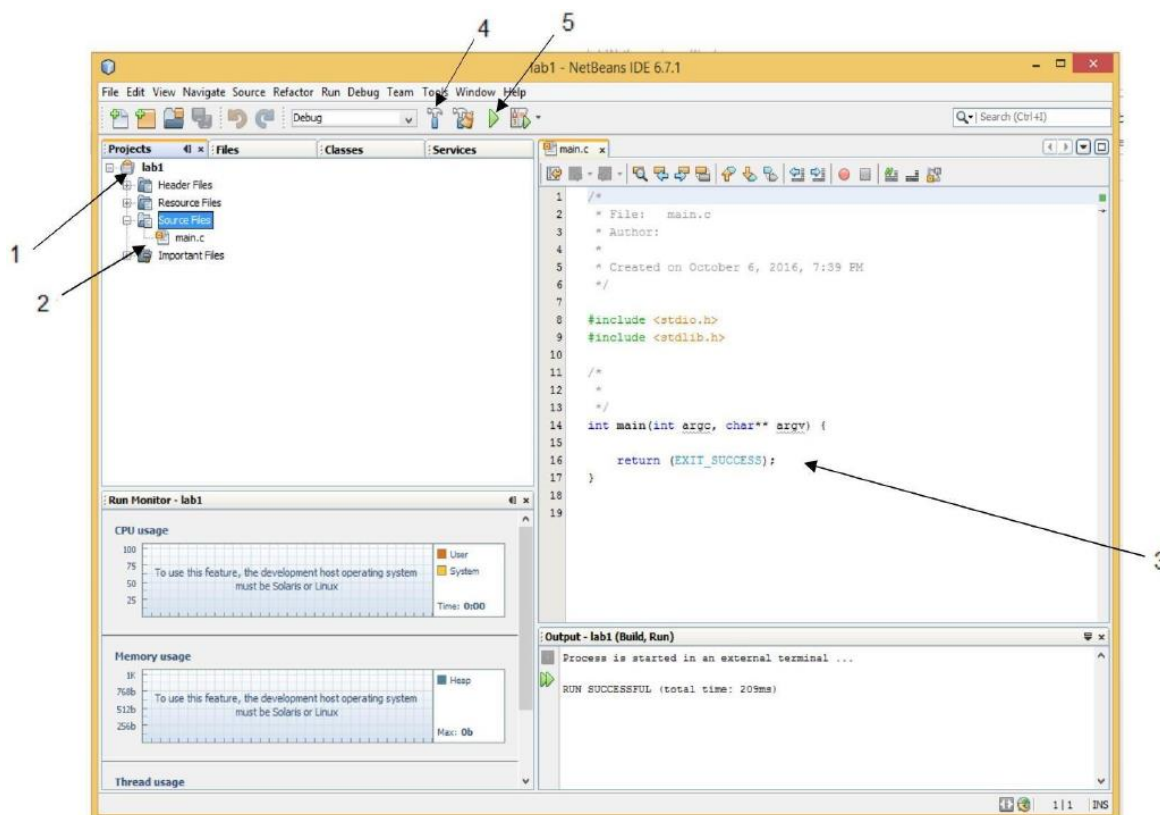 4
5
lab1 - NetBeans IDE 6.7.1
File Edit View Navigate Source Refactor Run Debug Team Tools Window Help
Debug
Search (Ctrl+I)
Projects Files Classes Services
lab1
Header Files
Resource Files
Source Files
main.c
Important Files
1
2
main.c
1 /*
2 * File: main.c
3 * Author:
4 *
5 * Created on October 6, 2016, 7:39 PM
6 */
7
8 #include <stdio.h>
9 #include <stdlib.h>
10
11 /*
12 *
13 */
14 int main(int argc, char** argv) {
15
16 return (EXIT_SUCCESS);
17 }
18
19
3
Run Monitor - lab1
CPU usage
100
75
50
25
To use this feature, the development host operating system
must be Solaris or Linux
User
System
Time: 0:00
Memory usage
1K
768b
512b
256b
To use this feature, the development host operating system
must be Solaris or Linux
Heap
Max: 0b
Thread usage
Output - lab1 (Build, Run)
Process is started in an external terminal ...
RUN SUCCESSFUL (total time: 209ms)
1|1 INS